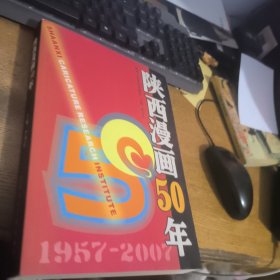 陕西漫画50年
SHAANXI CARICATURE RESEARCH INSTITUTE
50
1957-2007